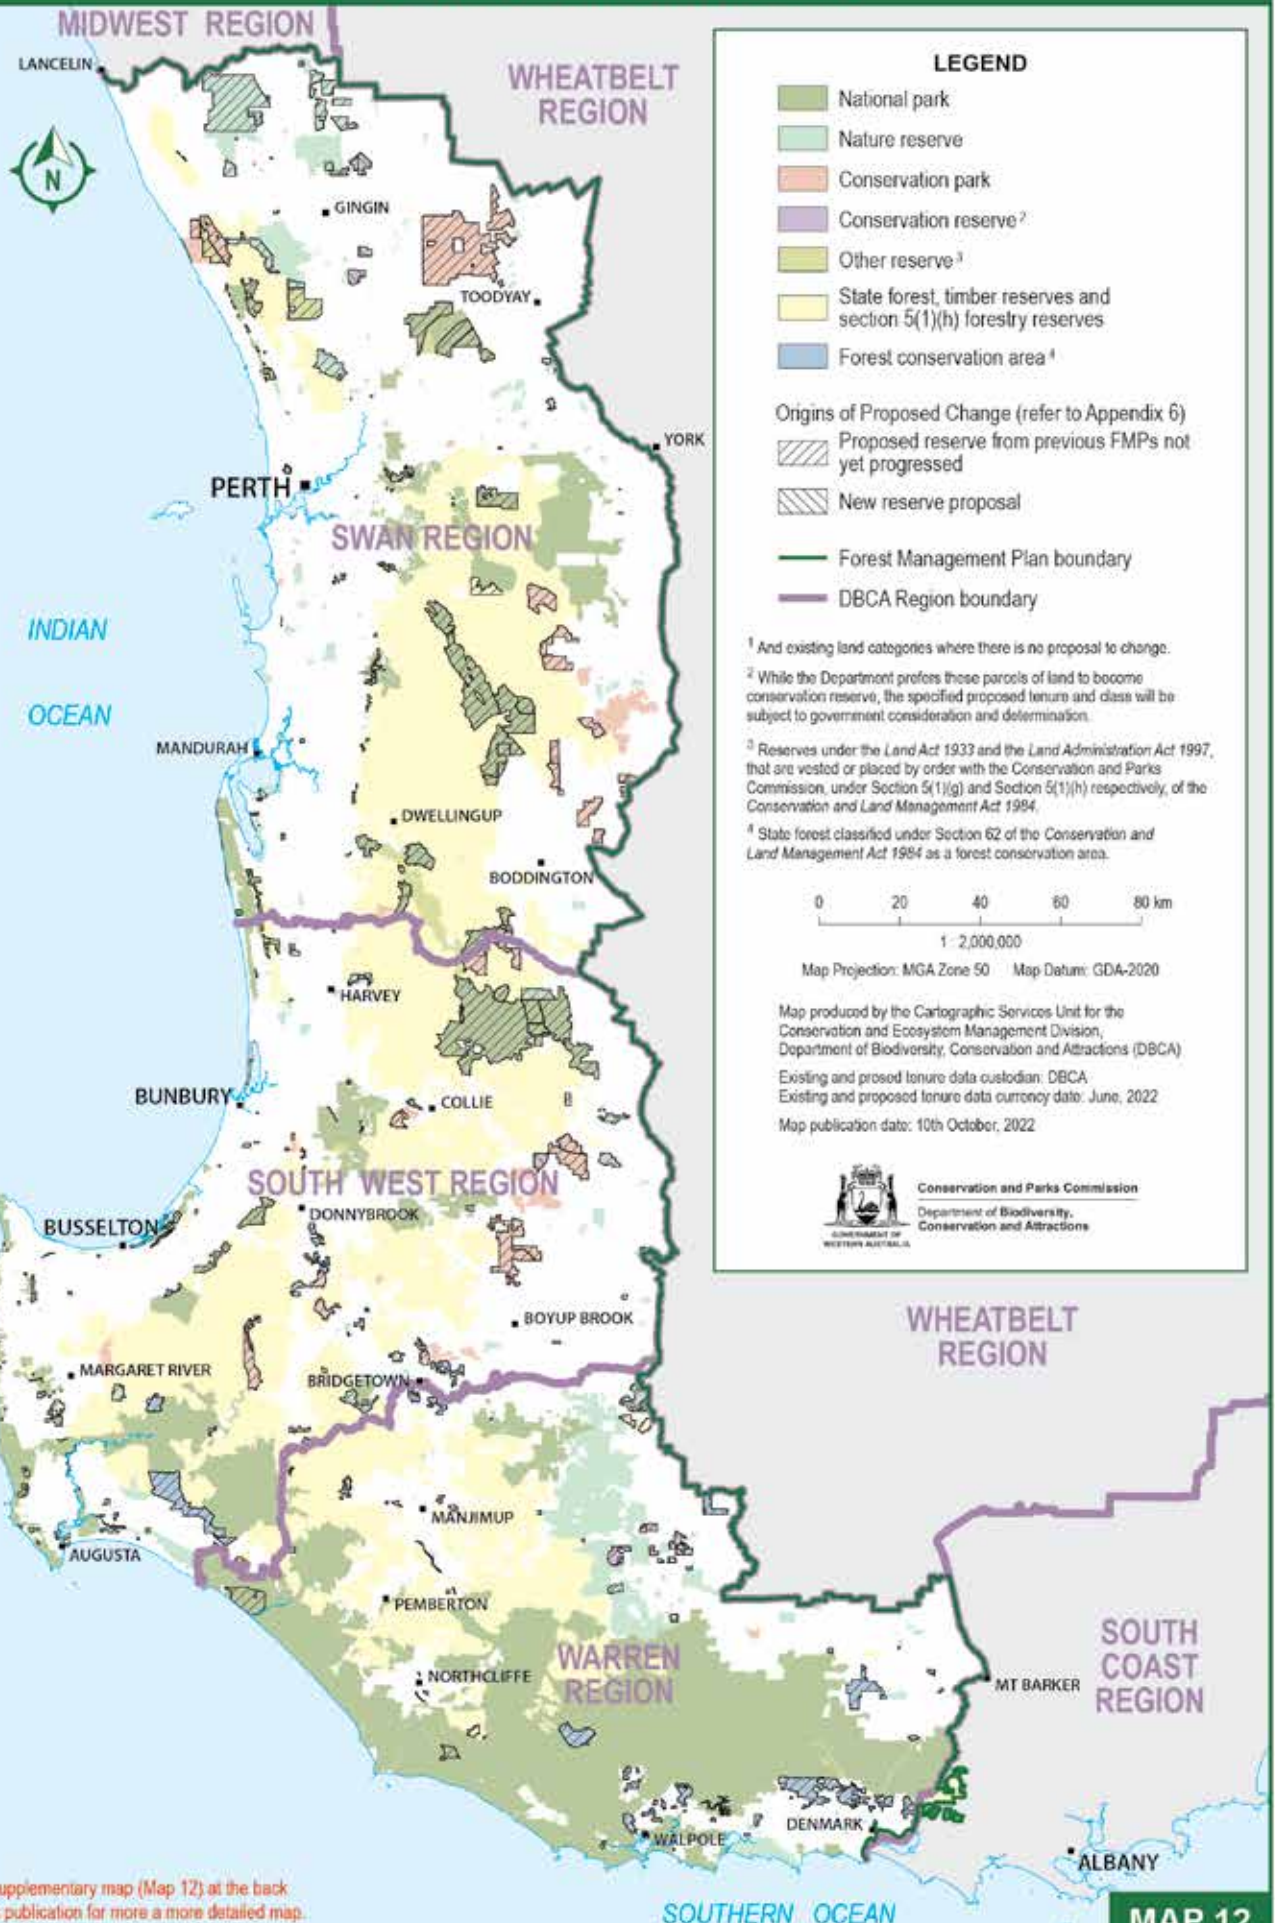 MIDWEST REGION
LANCELIN
WHEATBELT
REGION
N
GINGIN
TOODYAY
YORK
PERTH
SWAN REGION
INDIAN
OCEAN
MANDURAH
DWELLINGUP
BODDINGTON
HARVEY
BUNBURY
COLLIE
SOUTH WEST REGION
DONNYBROOK
BUSSELTON
BOYUP BROOK
MARGARET RIVER
BRIDGETOWN
MANJIMUP
AUGUSTA
PEMBERTON
WARREN
REGION
NORTHCLIFFE
MT BARKER
DENMARK
WALPOLE
ALBANY
SOUTHERN OCEAN
WHEATBELT
REGION
SOUTH
COAST
REGION
LEGEND
National park
Nature reserve
Conservation park
Conservation reserve 2
Other reserve 3
State forest, timber reserves and
section 5(1)(h) forestry reserves
Forest conservation area 4
Origins of Proposed Change (refer to Appendix 6)
Proposed reserve from previous FMPs not
yet progressed
New reserve proposal
Forest Management Plan boundary
DBCA Region boundary
1 And existing land categories where there is no proposal to change.
2 While the Department prefers these parcels of land to become
conservation reserve, the specified proposed tenure and class will be
subject to government consideration and determination.
3 Reserves under the Land Act 1933 and the Land Administration Act 1997,
that are vested or placed by order with the Conservation and Parks
Commission, under Section 5(1)(g) and Section 5(1)(h) respectively, of the
Conservation and Land Management Act 1984.
4 State forest classified under Section 62 of the Conservation and
Land Management Act 1984 as a forest conservation area.
0 20 40 60 80 km
1 : 2,000,000
Map Projection: MGA Zone 50 Map Datum: GDA-2020
Map produced by the Cartographic Services Unit for the
Conservation and Ecosystem Management Division,
Department of Biodiversity, Conservation and Attractions (DBCA)
Existing and prosed tenure data custodian: DBCA
Existing and proposed tenure data currency date: June, 2022
Map publication date: 10th October, 2022
GOVERNMENT OF
WESTERN AUSTRALIA
Conservation and Parks Commission
Department of Biodiversity,
Conservation and Attractions
upplementary map (Map 12) at the back
publication for more a more detailed map.
MAP 12